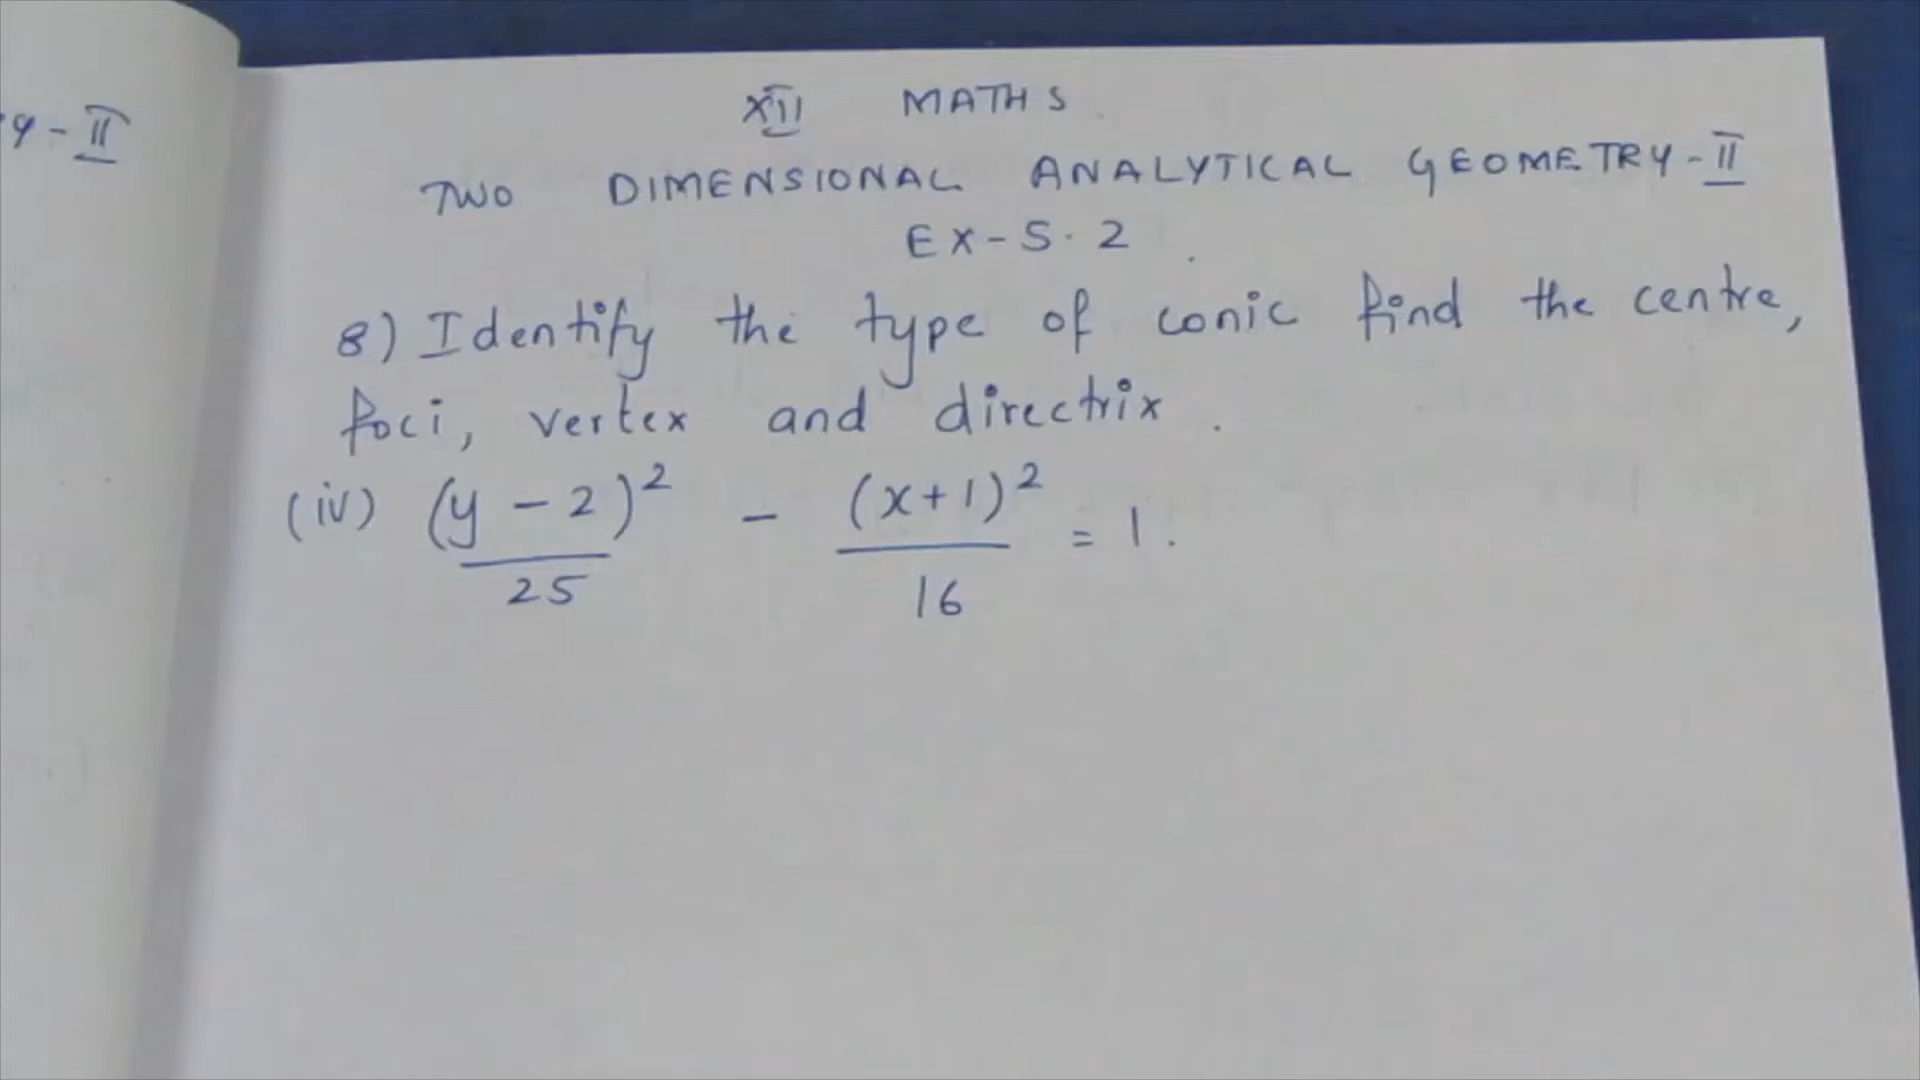 y-II
XII MATHS
TWO DIMENSIONAL ANALYTICAL GEOMETRY-II
EX-5.2
8) Identify the type of conic find the centre,
foci, vertex and directrix.
(iv) (y-2)²/25 - (x+1)²/16 = 1.